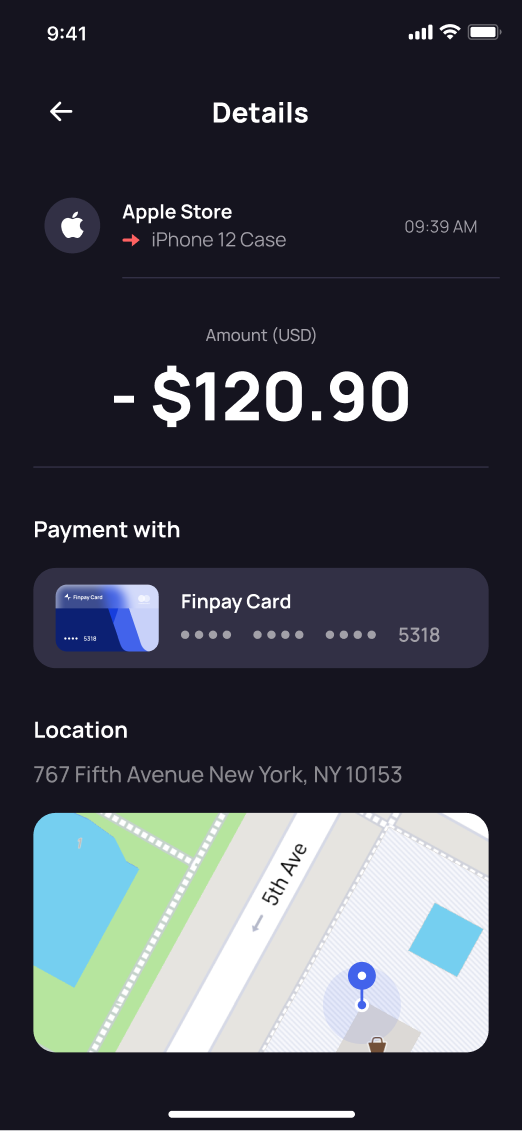 9:41
Details
Apple Store
iPhone 12 Case
09:39 AM
Amount (USD)
- $120.90
Payment with
Finpay Card
•••• 5318
Finpay Card
•••• •••• •••• 5318
Location
767 Fifth Avenue New York, NY 10153
5th Ave